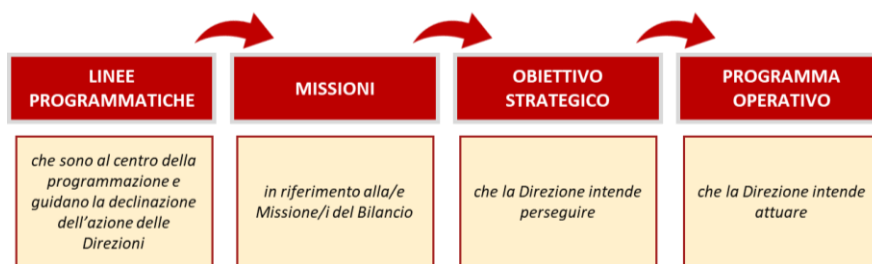 LINEE
PROGRAMMATICHE
MISSIONI
OBIETTIVO
STRATEGICO
PROGRAMMA
OPERATIVO
che sono al centro della
programmazione e
guidano la declinazione
dell’azione delle
Direzioni
in riferimento alla/e
Missione/i del Bilancio
che la Direzione intende
perseguire
che la Direzione intende
attuare